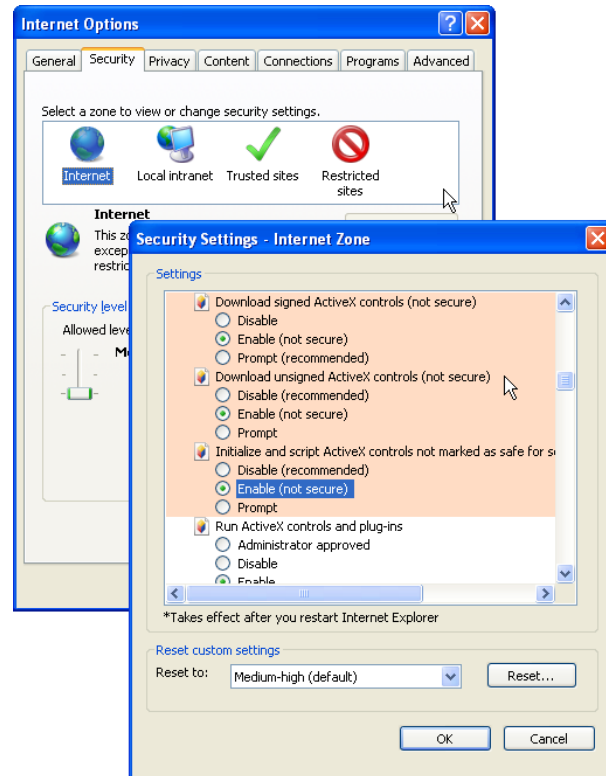 Internet Options
General Security Privacy Content Connections Programs Advanced
Select a zone to view or change security settings.
Internet Local intranet Trusted sites Restricted
sites
Internet
This
Security level
Allowed
Security Settings - Internet Zone
Settings
Download signed ActiveX controls (not secure)
Disable
Enable (not secure)
Prompt (recommended)
Download unsigned ActiveX controls (not secure)
Disable (recommended)
Enable (not secure)
Prompt
Initialize and script ActiveX controls not marked as safe for
Disable (recommended)
Enable (not secure)
Prompt
Run ActiveX controls and plug-ins
Administrator approved
Disable
Enable
*Takes effect after you restart Internet Explorer
Reset custom settings
Reset to: Medium-high (default) Reset...
OK Cancel